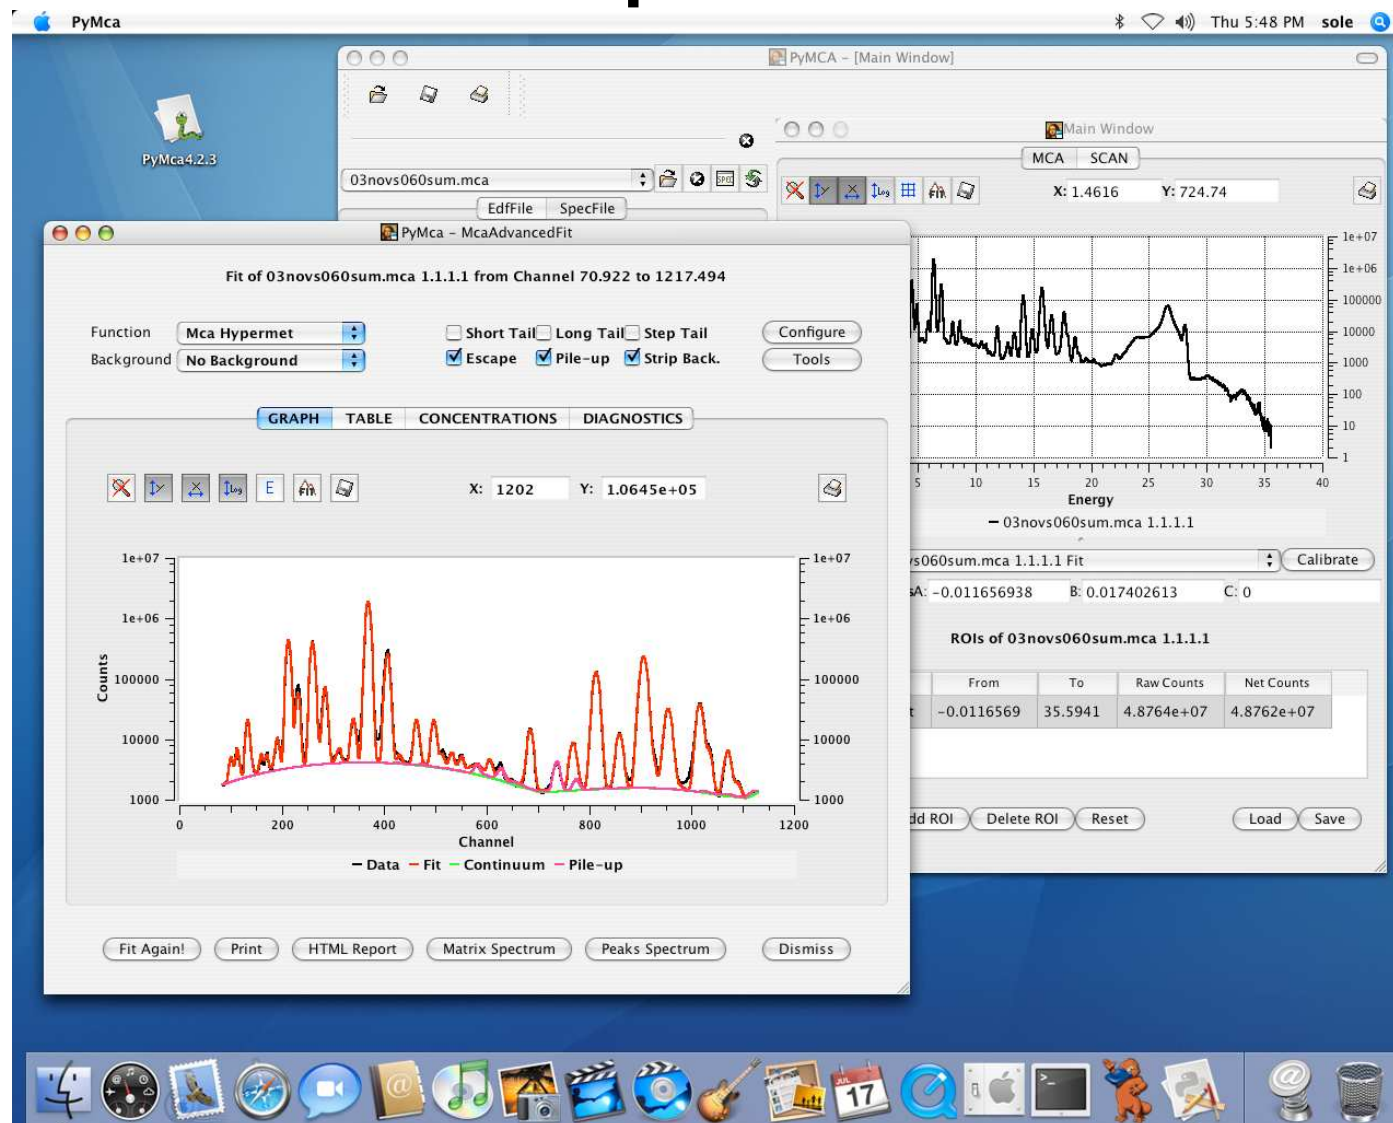 PyMca
Thu 5:48 PM sole
PyMca4.2.3
PyMCA - [Main Window]
03novs060sum.mca
SPEC
EdfFile SpecFile
Main Window
MCA SCAN
Log
Fit
X: 1.4616 Y: 724.74
1e+07
1e+06
100000
10000
1000
100
10
1
5 10 15 20 25 30 35 40
Energy
03novs060sum.mca 1.1.1.1
s060sum.mca 1.1.1.1 Fit
Calibrate
A: -0.011656938 B: 0.017402613 C: 0
ROIs of 03novs060sum.mca 1.1.1.1
From To Raw Counts Net Counts
-0.0116569 35.5941 4.8764e+07 4.8762e+07
dd ROI Delete ROI Reset Load Save
PyMca - McaAdvancedFit
Fit of 03novs060sum.mca 1.1.1.1 from Channel 70.922 to 1217.494
Function Mca Hypermet Short Tail Long Tail Step Tail Configure
Background No Background Escape Pile-up Strip Back. Tools
GRAPH TABLE CONCENTRATIONS DIAGNOSTICS
Log E Fit X: 1202 Y: 1.0645e+05
1e+07 1e+07
1e+06 1e+06
100000 100000
10000 10000
1000 1000
Counts
0 200 400 600 800 1000 1200
Channel
Data Fit Continuum Pile-up
Fit Again! Print HTML Report Matrix Spectrum Peaks Spectrum Dismiss
JUL
17